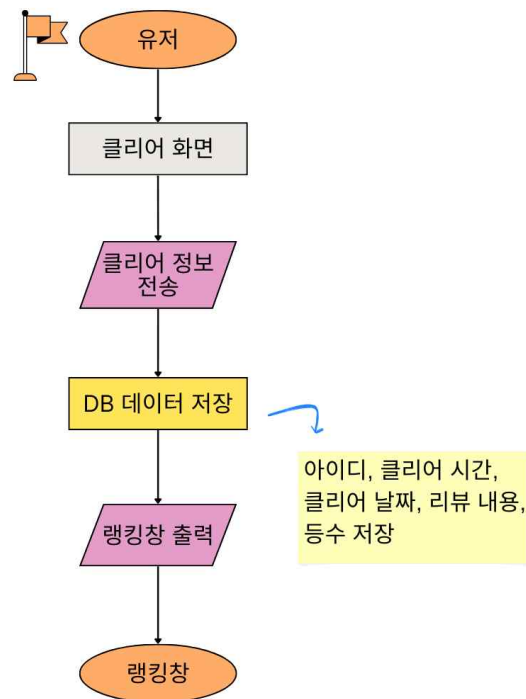 유저
클리어 화면
클리어 정보
전송
DB 데이터 저장
아이디, 클리어 시간,
클리어 날짜, 리뷰 내용,
등수 저장
랭킹창 출력
랭킹창